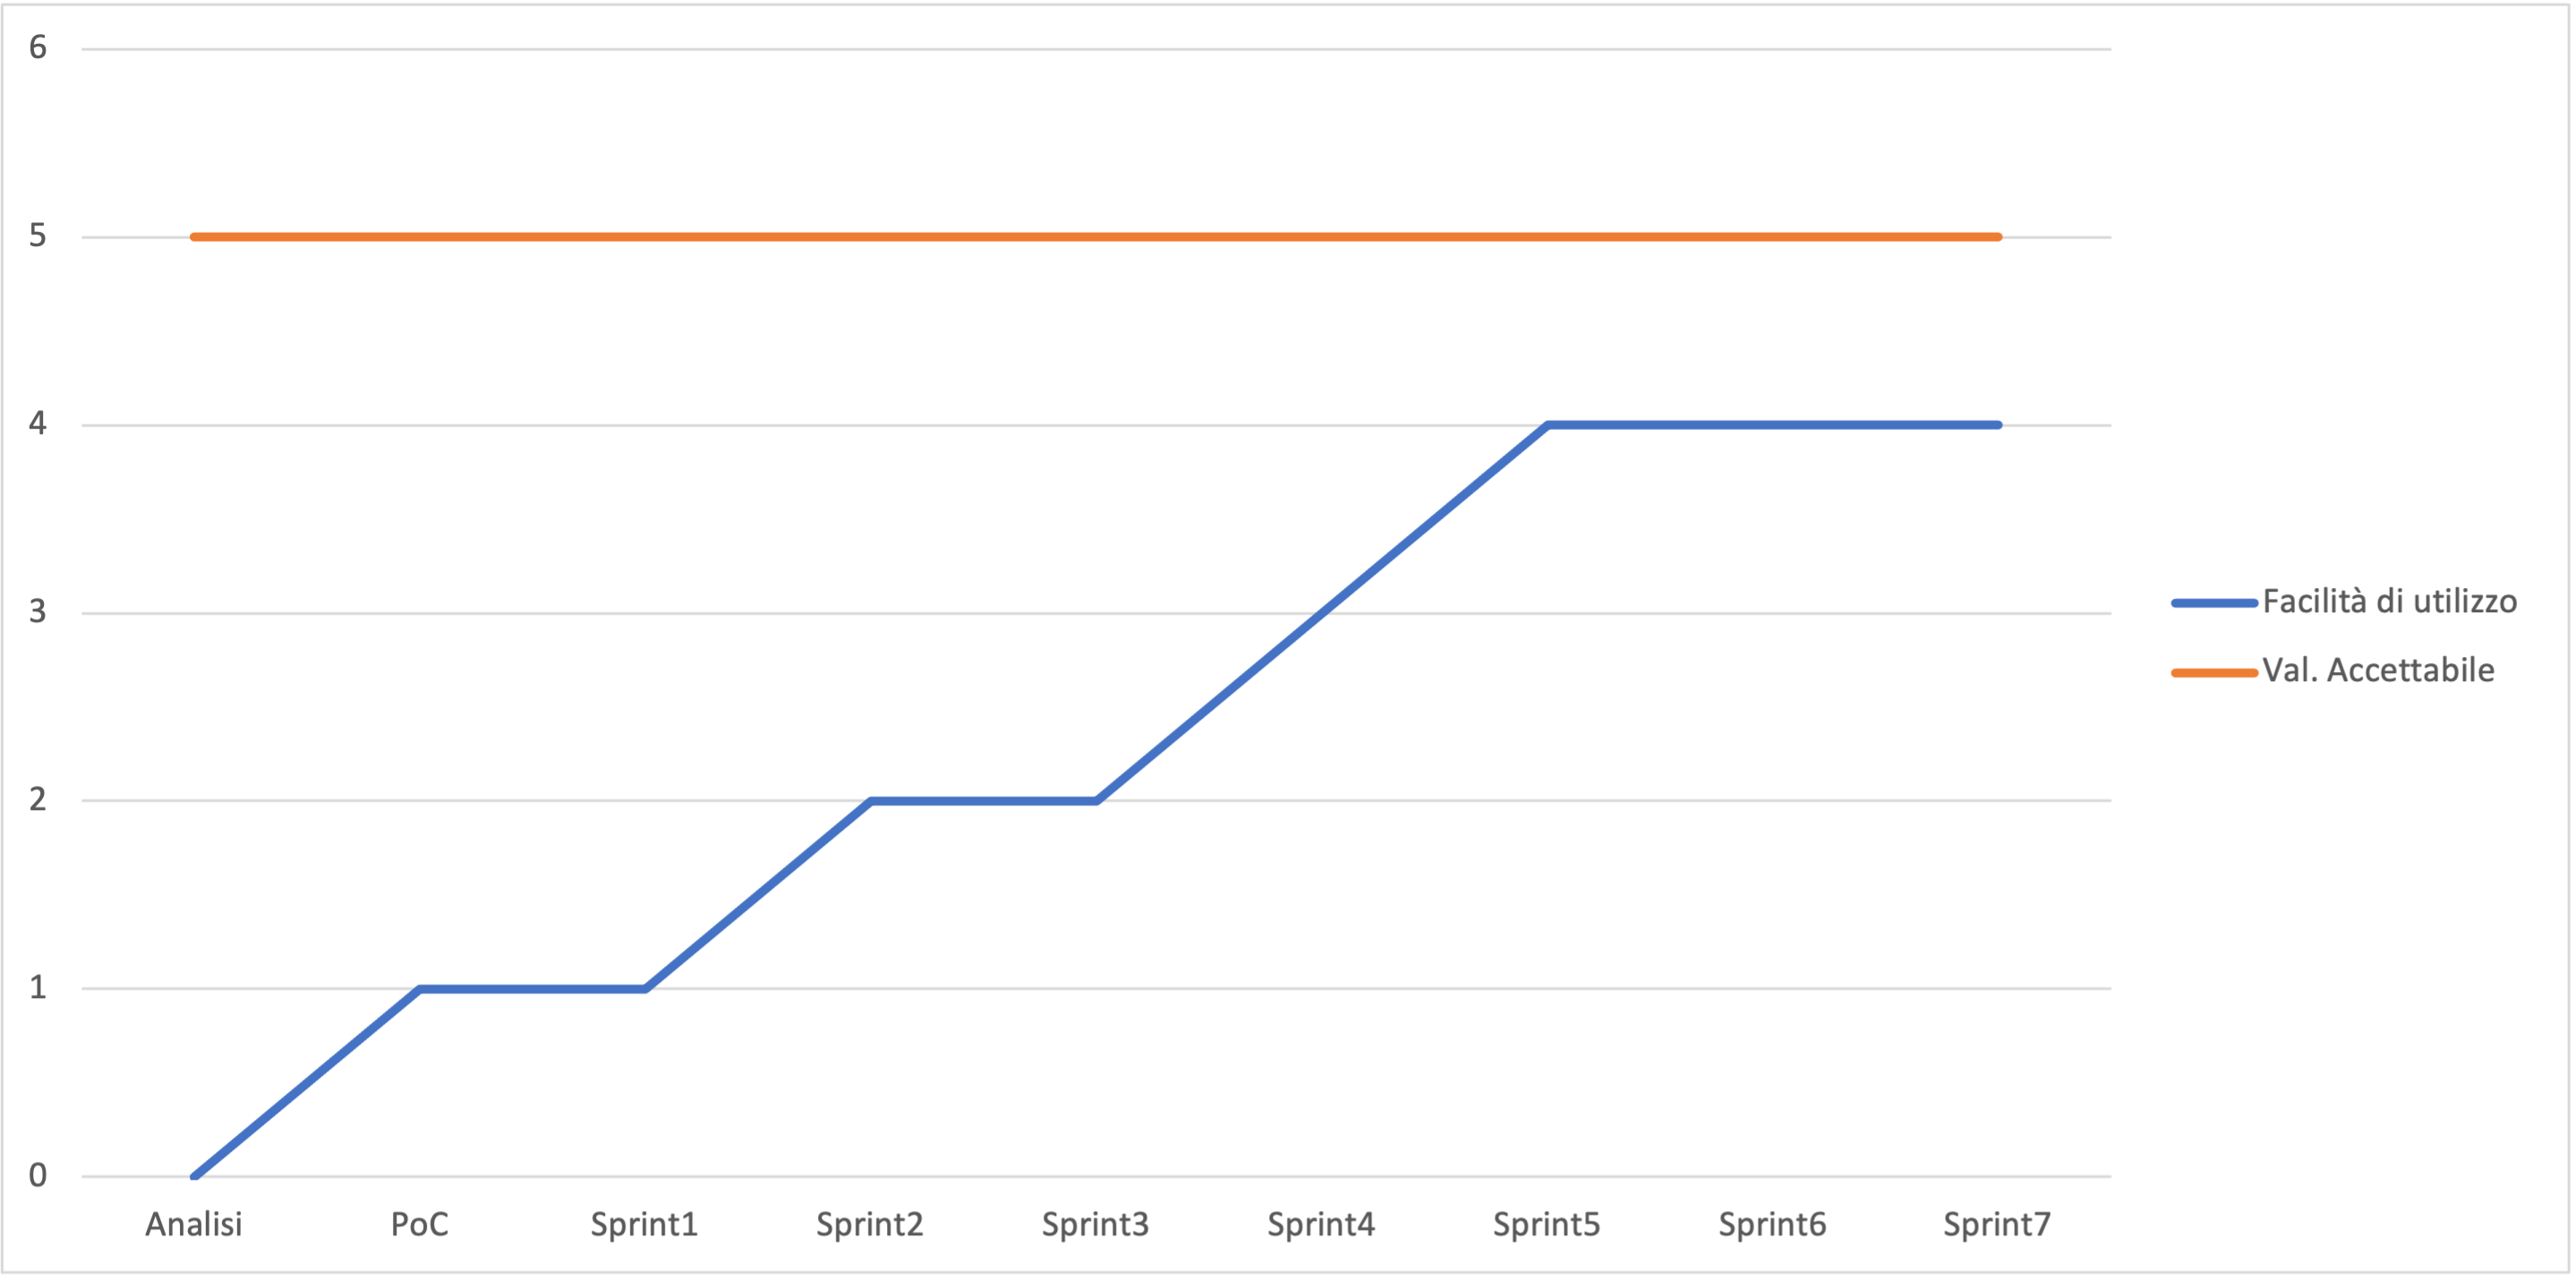 6
5
4
3
2
1
0
Analisi PoC Sprint1 Sprint2 Sprint3 Sprint4 Sprint5 Sprint6 Sprint7
Facilità di utilizzo
Val. Accettabile